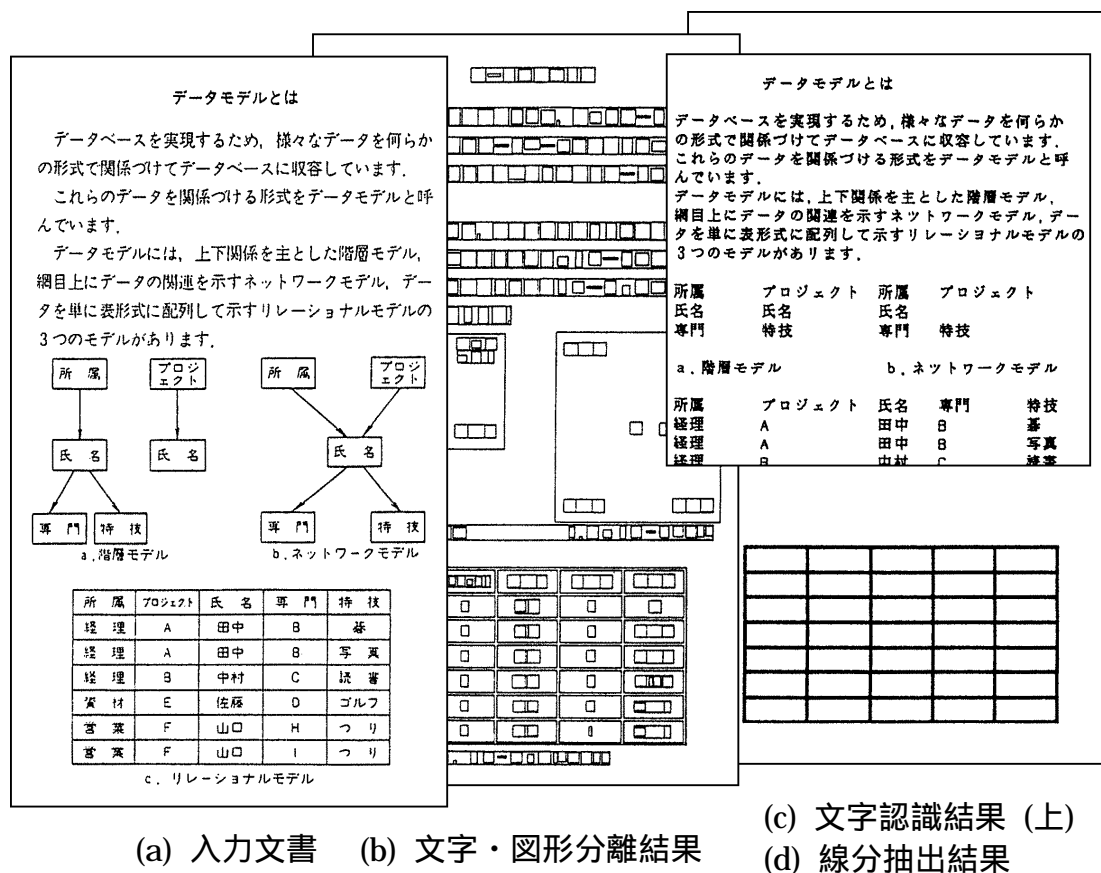 データモデルとは
データベースを実現するため，様々なデータを何らか
の形式で関係づけてデータベースに収容しています．
これらのデータを関係づける形式をデータモデルと呼
んでいます．
データモデルには，上下関係を主とした階層モデル，
網目上にデータの関連を示すネットワークモデル，デー
タを単に表形式に配列して示すリレーショナルモデルの
3つのモデルがあります．
所属 プロジェクト 所属 プロジェクト
氏名 氏名 氏名
専門 特技 専門 特技
a．階層モデル b．ネットワークモデル
所属 プロジェクト 氏名 専門 特技
経理 A 田中 B 碁
経理 A 田中 B 写真
経理 B 中村 C 読書
資材 E 佐藤 D ゴルフ
営業 F 山口 H つり
営業 F 山口 I つり
c．リレーショナルモデル
データモデルとは
データベースを実現するため，様々なデータを何らか
の形式で関係づけてデータベースに収容しています．
これらのデータを関係づける形式をデータモデルと呼
んでいます．
データモデルには，上下関係を主とした階層モデル，
網目上にデータの関連を示すネットワークモデル，デー
タを単に表形式に配列して示すリレーショナルモデルの
3つのモデルがあります．
所属 プロジェクト 所属 プロジェクト
氏名 氏名 氏名
専門 特技 専門 特技
a．階層モデル b．ネットワークモデル
所属 プロジェクト 氏名 専門 特技
経理 A 田中 B 碁
経理 A 田中 B 写真
経理 B 中村 C 読書
(a) 入力文書 (b) 文字・図形分離結果
(c) 文字認識結果 (上)
(d) 線分抽出結果